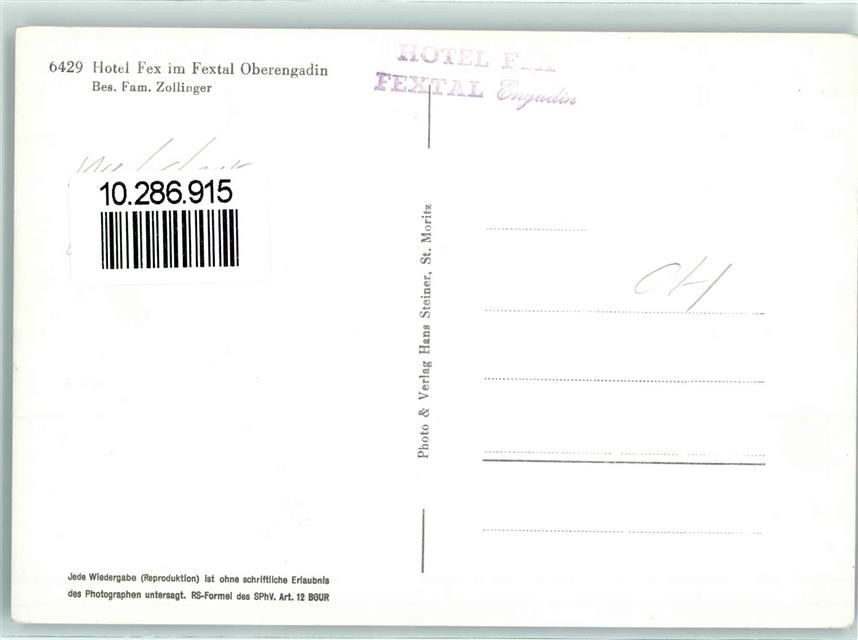 6429 Hotel Fex im Fextal Oberengadin
Bes. Fam. Zollinger
HOTEL
FEXTAL Engadin
10.286.915
Photo & Verlag Hans Steiner, St. Moritz
CH
Jede Wiedergabe (Reproduktion) ist ohne schriftliche Erlaubnis
des Photographen untersagt. RS-Formel des SPhV. Art. 12 BGUR